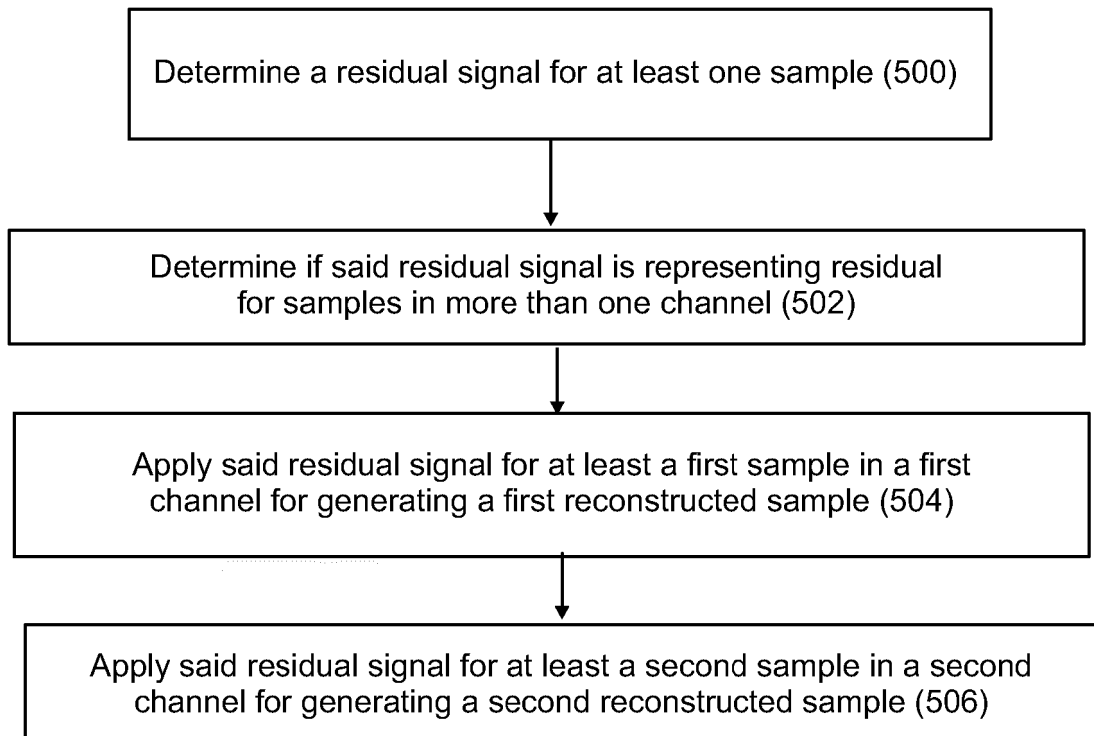 Determine a residual signal for at least one sample (500)
Determine if said residual signal is representing residual
for samples in more than one channel (502)
Apply said residual signal for at least a first sample in a first
channel for generating a first reconstructed sample (504)
Apply said residual signal for at least a second sample in a second
channel for generating a second reconstructed sample (506)